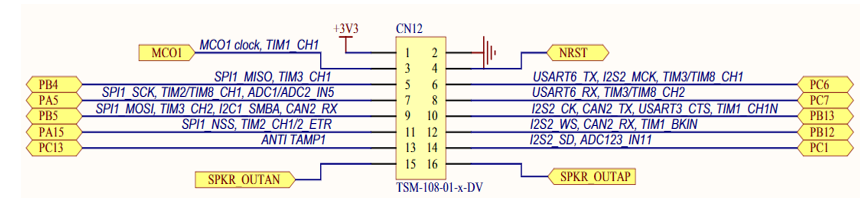 +3V3 CN12
MCO1 MCO1 clock, TIM1_CH1 1 2 NRST
3 4
PB4 SPI1_MISO, TIM3_CH1 5 6 USART6_TX, I2S2_MCK, TIM3/TIM8_CH1 PC6
PA5 SPI1_SCK, TIM2/TIM8_CH1, ADC1/ADC2_IN5 7 8 USART6_RX, TIM3/TIM8_CH2 PC7
PB5 SPI1_MOSI, TIM3_CH2, I2C1_SMBA, CAN2_RX 9 10 I2S2_CK, CAN2_TX, USART3_CTS, TIM1_CH1N PB13
PA15 SPI1_NSS, TIM2_CH1/2_ETR 11 12 I2S2_WS, CAN2_RX, TIM1_BKIN PB12
PC13 ANTI TAMP1 13 14 I2S2_SD, ADC123_IN11 PC1
15 16
SPKR_OUTAN SPKR_OUTAP
TSM-108-01-x-DV